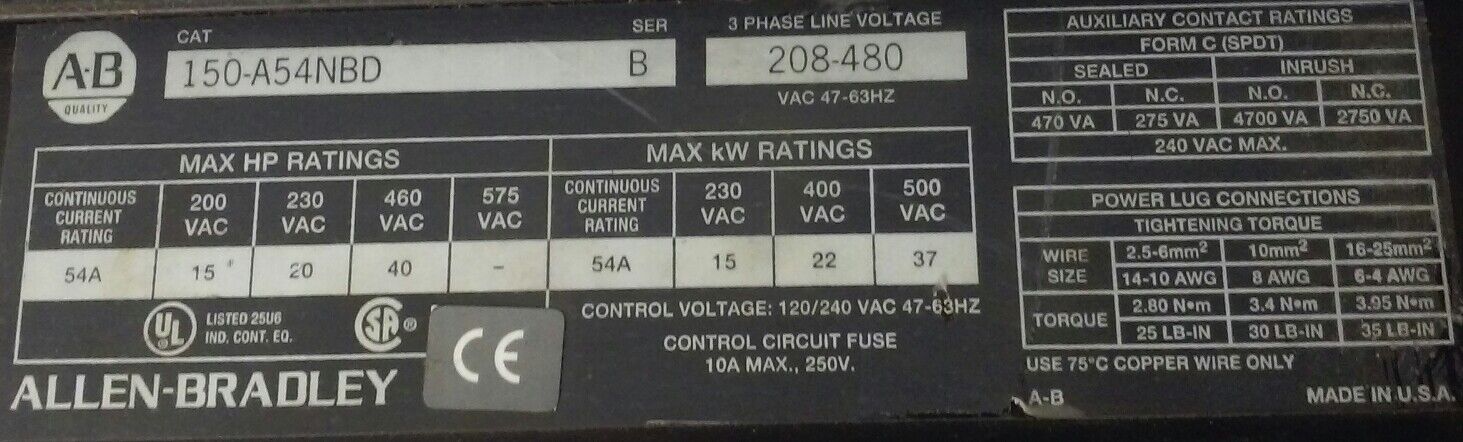 A·B
QUALITY
CAT
SER
150-A54NBD B
3 PHASE LINE VOLTAGE
208-480
VAC 47-63HZ
MAX HP RATINGS
CONTINUOUS CURRENT RATING 200 VAC 230 VAC 460 VAC 575 VAC
54A 15 20 40 –
MAX kW RATINGS
CONTINUOUS CURRENT RATING 230 VAC 400 VAC 500 VAC
54A 15 22 37
UL LISTED 25U6
IND. CONT. EQ.
SA ®
CE
CONTROL VOLTAGE: 120/240 VAC 47-63HZ
CONTROL CIRCUIT FUSE
10A MAX., 250V.
ALLEN-BRADLEY
AUXILIARY CONTACT RATINGS
FORM C (SPDT)
SEALED INRUSH
N.O. N.C. N.O. N.C.
470 VA 275 VA 4700 VA 2750 VA
240 VAC MAX.
POWER LUG CONNECTIONS
TIGHTENING TORQUE
WIRE SIZE 2.5-6mm² 10mm² 16-25mm²
14-10 AWG 8 AWG 6-4 AWG
TORQUE 2.80 N•m 3.4 N•m 3.95 N•m
25 LB-IN 30 LB-IN 35 LB-IN
USE 75°C COPPER WIRE ONLY
A-B MADE IN U.S.A.